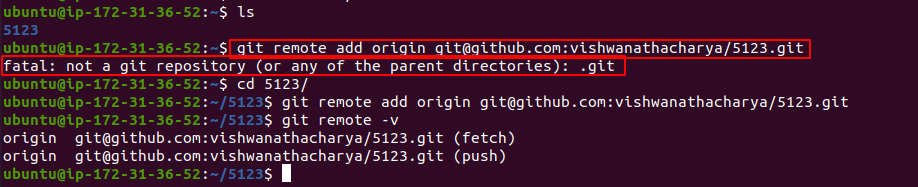 ubuntu@ip-172-31-36-52:~$ ls
5123
ubuntu@ip-172-31-36-52:~$ git remote add origin git@github.com:vishwanathacharya/5123.git
fatal: not a git repository (or any of the parent directories): .git
ubuntu@ip-172-31-36-52:~$ cd 5123/
ubuntu@ip-172-31-36-52:~/5123$ git remote add origin git@github.com:vishwanathacharya/5123.git
ubuntu@ip-172-31-36-52:~/5123$ git remote -v
origin  git@github.com:vishwanathacharya/5123.git (fetch)
origin  git@github.com:vishwanathacharya/5123.git (push)
ubuntu@ip-172-31-36-52:~/5123$